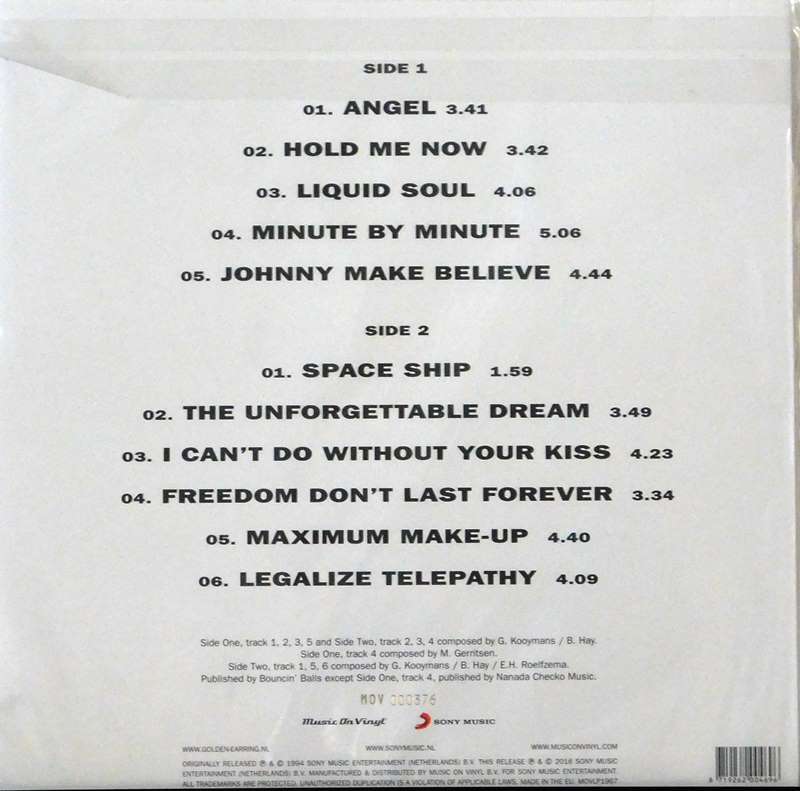 SIDE 1
01. ANGEL 3.41
02. HOLD ME NOW 3.42
03. LIQUID SOUL 4.06
04. MINUTE BY MINUTE 5.06
05. JOHNNY MAKE BELIEVE 4.44
SIDE 2
01. SPACE SHIP 1.59
02. THE UNFORGETTABLE DREAM 3.49
03. I CAN'T DO WITHOUT YOUR KISS 4.23
04. FREEDOM DON'T LAST FOREVER 3.34
05. MAXIMUM MAKE-UP 4.40
06. LEGALIZE TELEPATHY 4.09
Side One, track 1, 2, 3, 5 and Side Two, track 2, 3, 4 composed by G. Kooymans / B. Hay.
Side One, track 4 composed by M. Gerritsen.
Side Two, track 1, 5, 6 composed by G. Kooymans / B. Hay / E.H. Roelfzema.
Published by Bouncin' Balls except Side One, track 4, published by Nanada Checko Music.
MOV 000376
Music On Vinyl SONY MUSIC
WWW.GOLDEN-EARRING.NL WWW.SONYMUSIC.NL WWW.MUSICONVINYL.COM
ORIGINALLY RELEASED ℗ & © 1994 SONY MUSIC ENTERTAINMENT (NETHERLANDS) B.V. THIS RELEASE ℗ & © 2018 SONY MUSIC
ENTERTAINMENT (NETHERLANDS) B.V. MANUFACTURED & DISTRIBUTED BY MUSIC ON VINYL B.V. FOR SONY MUSIC ENTERTAINMENT.
ALL TRADEMARKS ARE PROTECTED. UNAUTHORIZED DUPLICATION IS A VIOLATION OF APPLICABLE LAWS. MADE IN THE EU. MOVLP1967
8 719262 004696